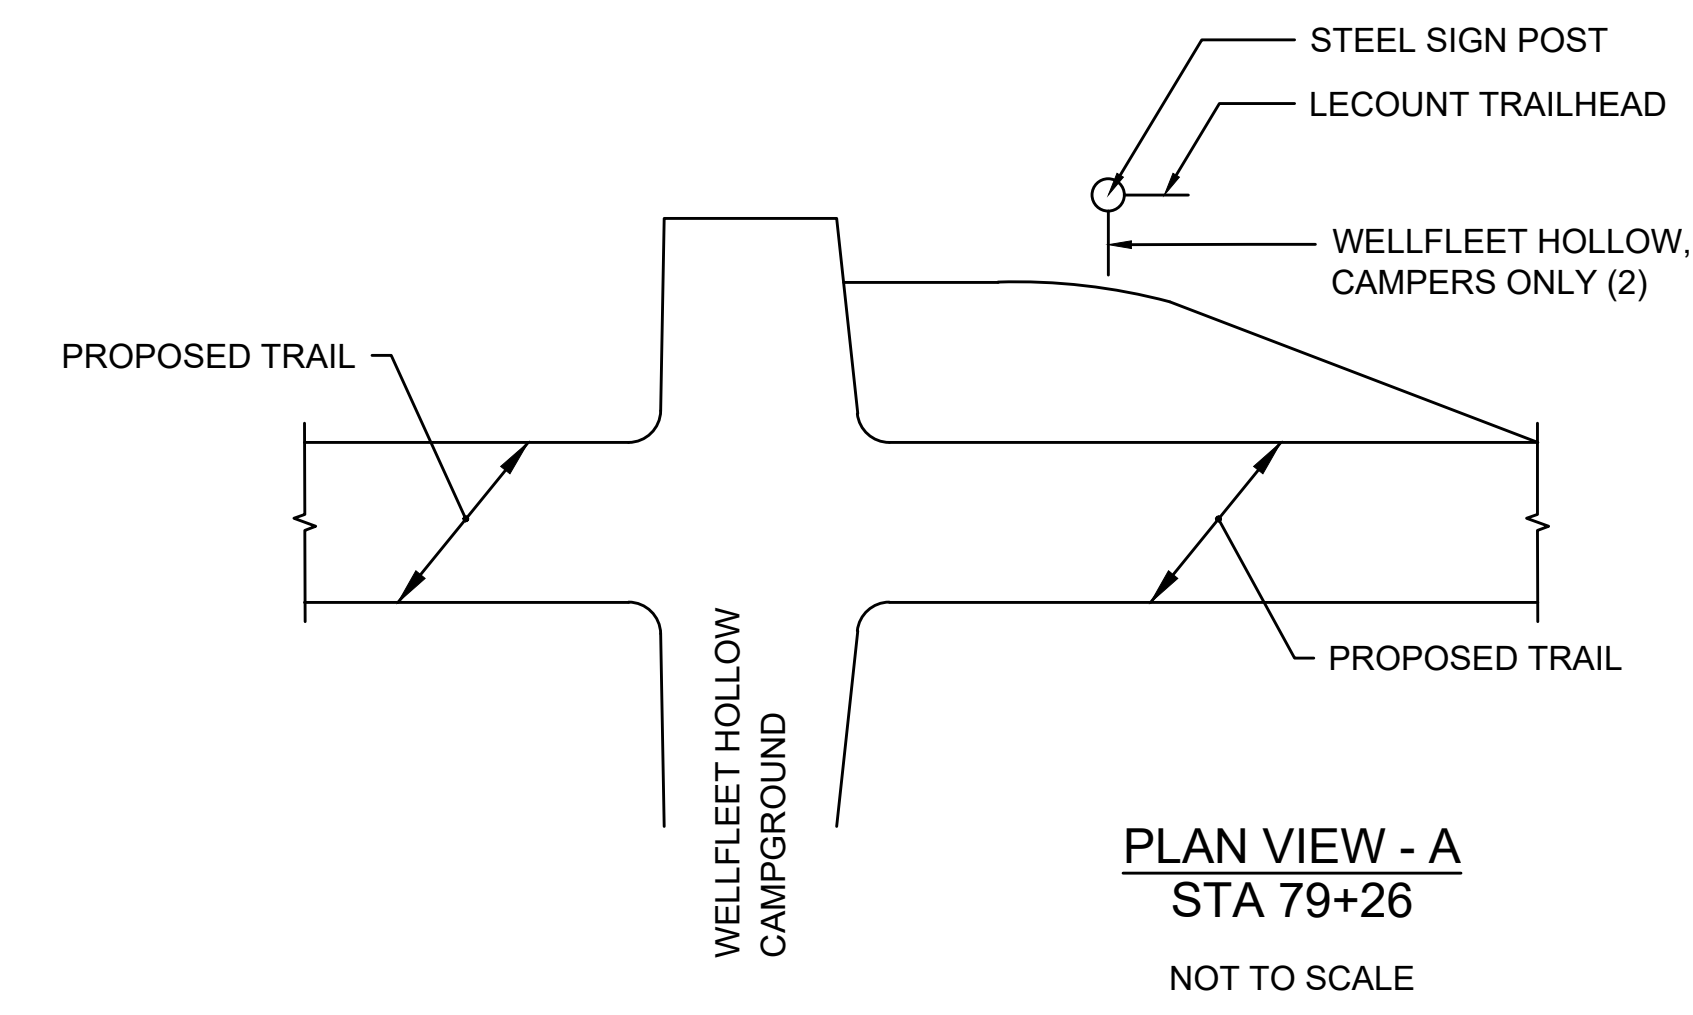 STEEL SIGN POST
LECOUNT TRAILHEAD
WELLFLEET HOLLOW,
CAMPERS ONLY (2)
PROPOSED TRAIL
PROPOSED TRAIL
WELLFLEET HOLLOW
CAMPGROUND
PLAN VIEW - A
STA 79+26
NOT TO SCALE